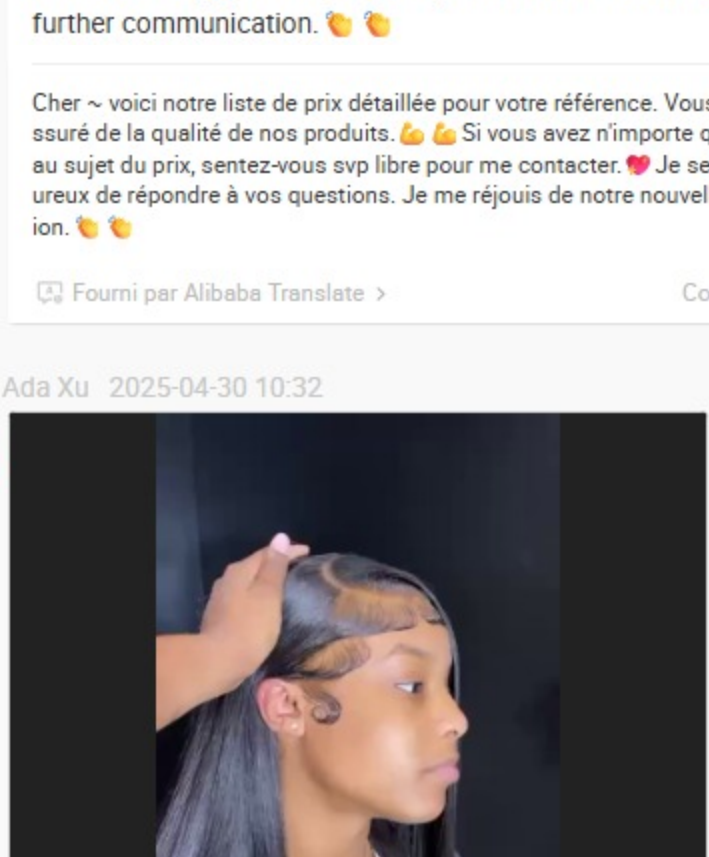 further communication. 👏 👏
Cher ~ voici notre liste de prix détaillée pour votre référence. Vous
ssuré de la qualité de nos produits. 💪 💪 Si vous avez n'importe q
au sujet du prix, sentez-vous svp libre pour me contacter. 💖 Je se
ureux de répondre à vos questions. Je me réjouis de notre nouvel
ion. 👏 👏
Fourni par Alibaba Translate >
Co
Ada Xu 2025-04-30 10:32